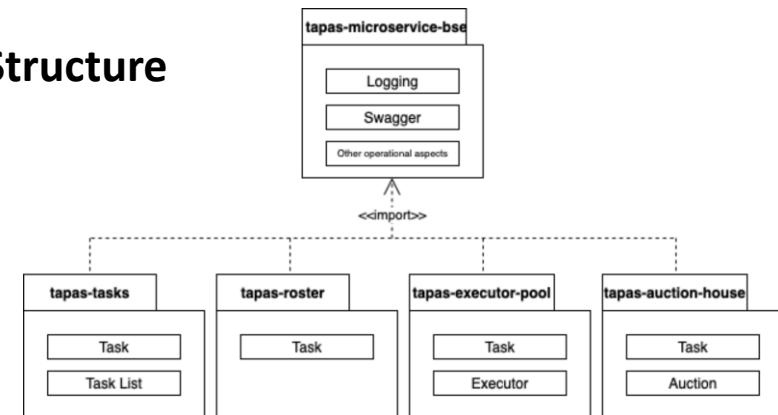 tapas-microservice-bse
Structure
Logging
Swagger
Other operational aspects
<<import>>
tapas-tasks
tapas-roster
tapas-executor-pool
tapas-auction-house
Task
Task
Task
Task
Task List
Executor
Auction